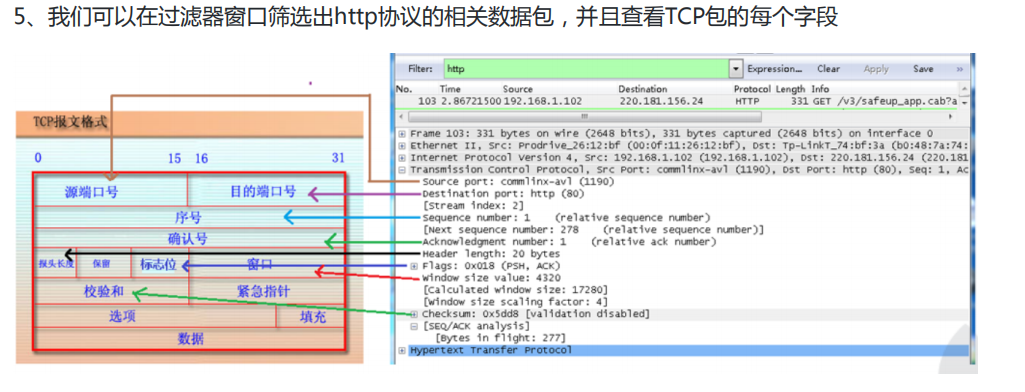 5、我们可以在过滤器窗口筛选出http协议的相关数据包，并且查看TCP包的每个字段
TCP报文格式
0 15 16 31
源端口号 目的端口号
序号
确认号
报头长度 保留 标志位 窗口
校验和 紧急指针
选项 填充
数据
Filter: http Expression... Clear Apply Save »
No. Time Source Destination Protocol Length Info
103 2.86721500 192.168.1.102 220.181.156.24 HTTP 331 GET /v3/safeup_app.cab?a
Frame 103: 331 bytes on wire (2648 bits), 331 bytes captured (2648 bits) on interface 0
Ethernet II, Src: Prodrive_26:12:bf (00:0f:11:26:12:bf), Dst: Tp-LinkT_74:bf:3a (b0:48:7a:74:
Internet Protocol Version 4, Src: 192.168.1.102 (192.168.1.102), Dst: 220.181.156.24 (220.181
Transmission Control Protocol, Src Port: commlinx-avl (1190), Dst Port: http (80), Seq: 1, Ac
Source port: commlinx-avl (1190)
Destination port: http (80)
[Stream index: 2]
Sequence number: 1 (relative sequence number)
[Next sequence number: 278 (relative sequence number)]
Acknowledgment number: 1 (relative ack number)
Header length: 20 bytes
Flags: 0x018 (PSH, ACK)
Window size value: 4320
[Calculated window size: 17280]
[Window size scaling factor: 4]
Checksum: 0x5dd8 [validation disabled]
[SEQ/ACK analysis]
[Bytes in flight: 277]
Hypertext Transfer Protocol